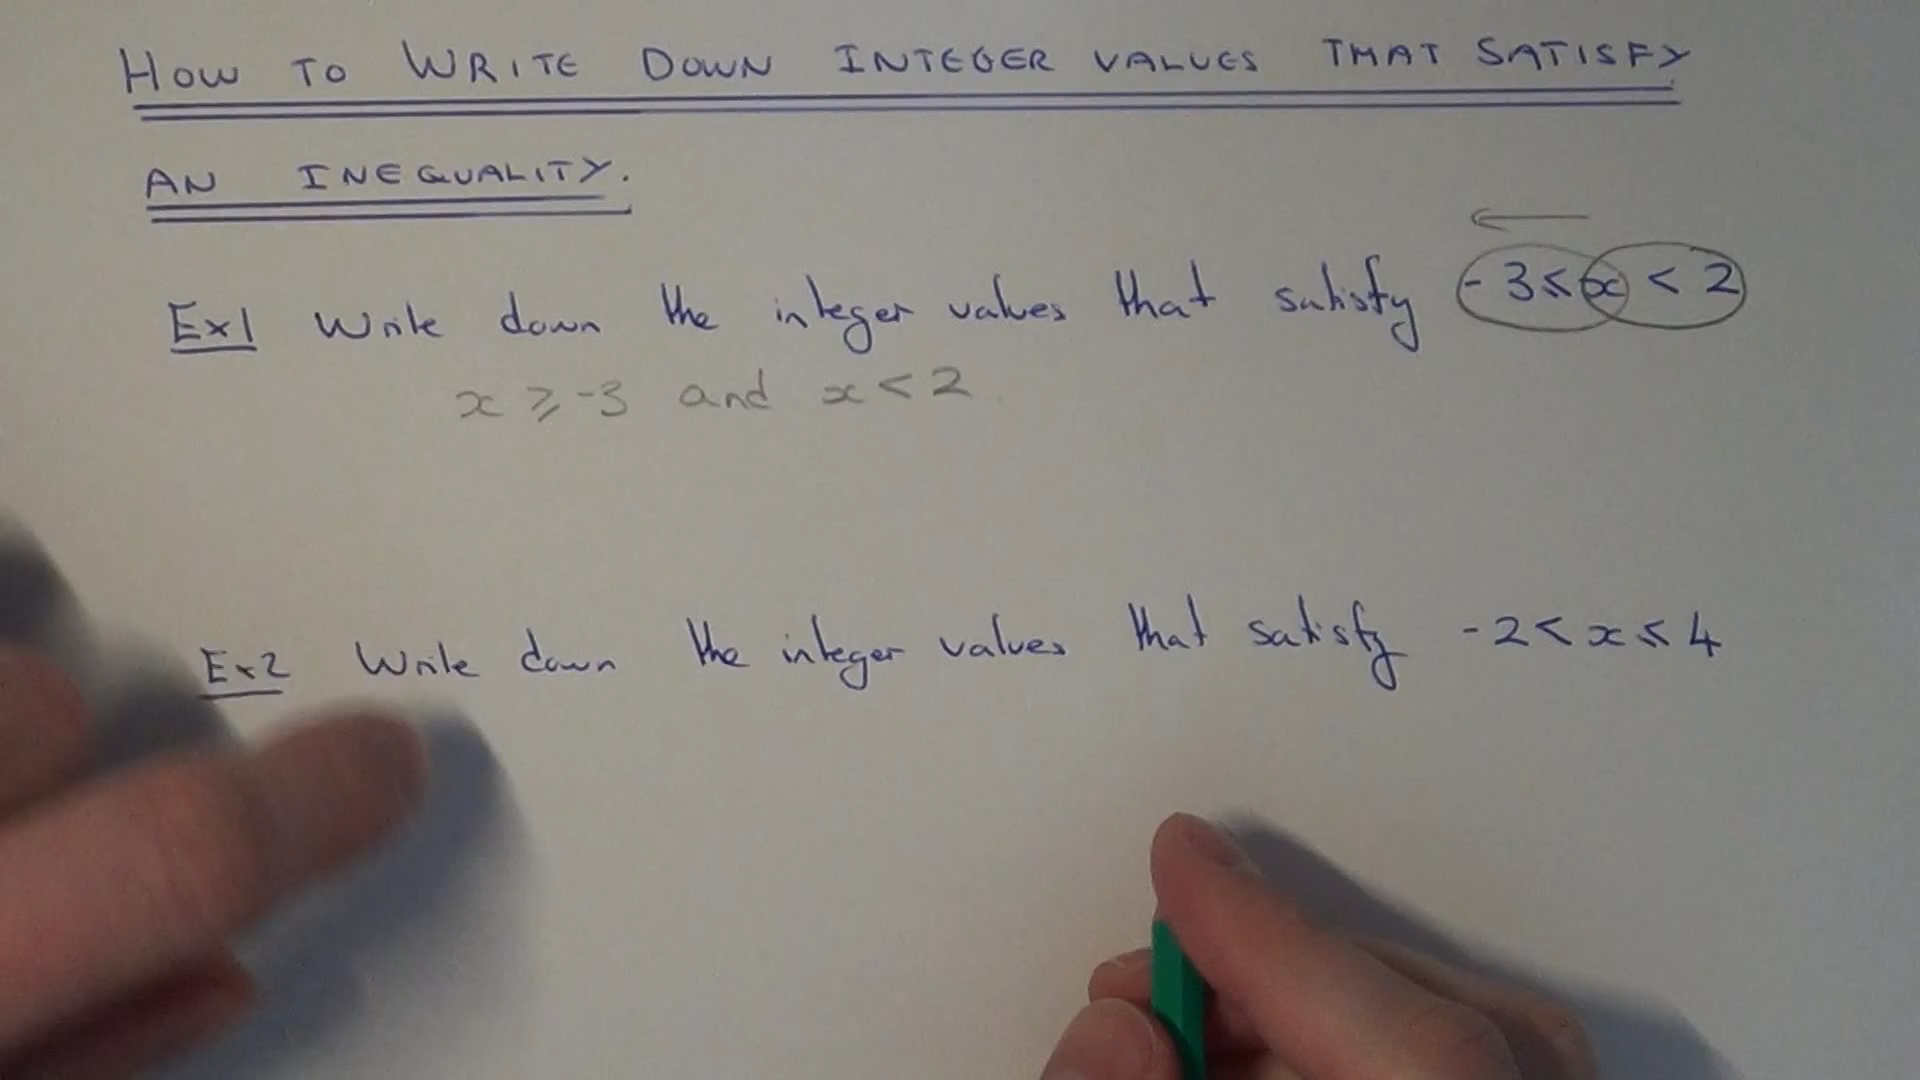 HOW TO WRITE DOWN INTEGER VALUES THAT SATISFY
AN INEQUALITY.
Ex1 Write down the integer values that satisfy -3 ⩽ x < 2
x ⩾ -3 and x < 2
Ex2 Write down the integer values that satisfy -2 < x ⩽ 4